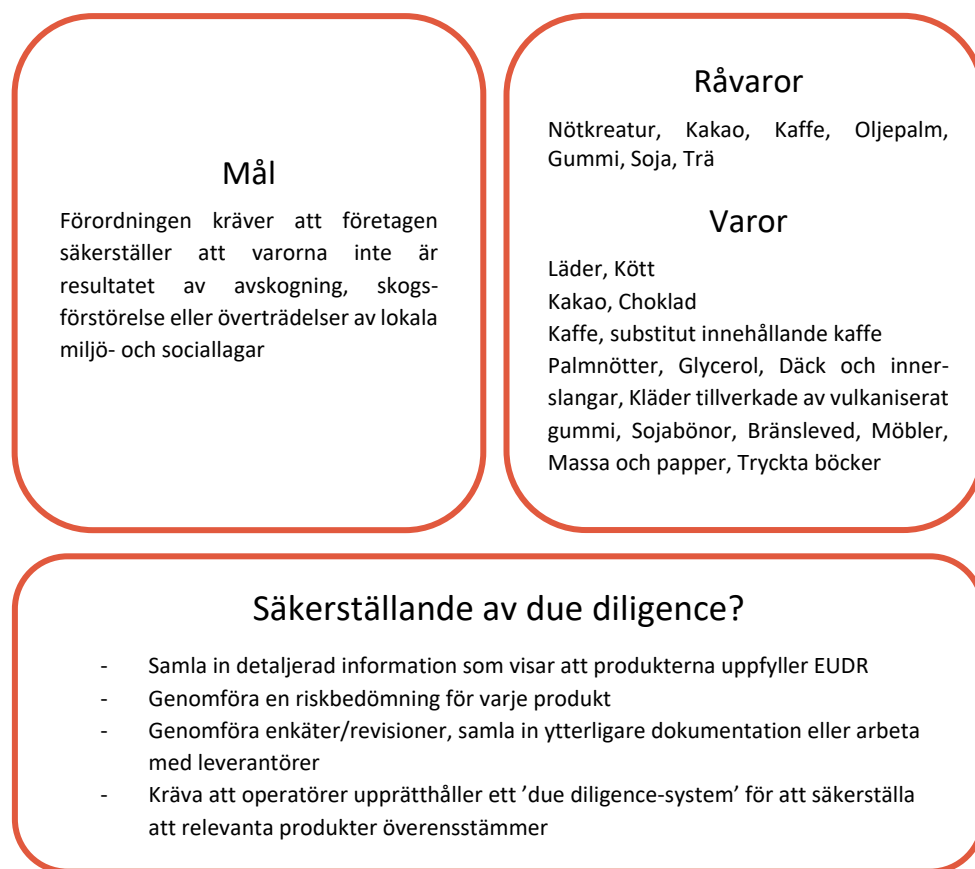 Mål
Förordningen kräver att företagen
säkerställer att varorna inte är
resultatet av avskogning, skogs-
förstörelse eller överträdelser av lokala
miljö- och sociallagar
Råvaror
Nötkreatur, Kakao, Kaffe, Oljepalm,
Gummi, Soja, Trä
Varor
Läder, Kött
Kakao, Choklad
Kaffe, substitut innehållande kaffe
Palmnötter, Glycerol, Däck och inner-
slangar, Kläder tillverkade av vulkaniserat
gummi, Sojabönor, Bränsleved, Möbler,
Massa och papper, Tryckta böcker
Säkerställande av due diligence?
- Samla in detaljerad information som visar att produkterna uppfyller EUDR
- Genomföra en riskbedömning för varje produkt
- Genomföra enkäter/revisioner, samla in ytterligare dokumentation eller arbeta
med leverantörer
- Kräva att operatörer upprätthåller ett ’due diligence-system’ för att säkerställa
att relevanta produkter överensstämmer